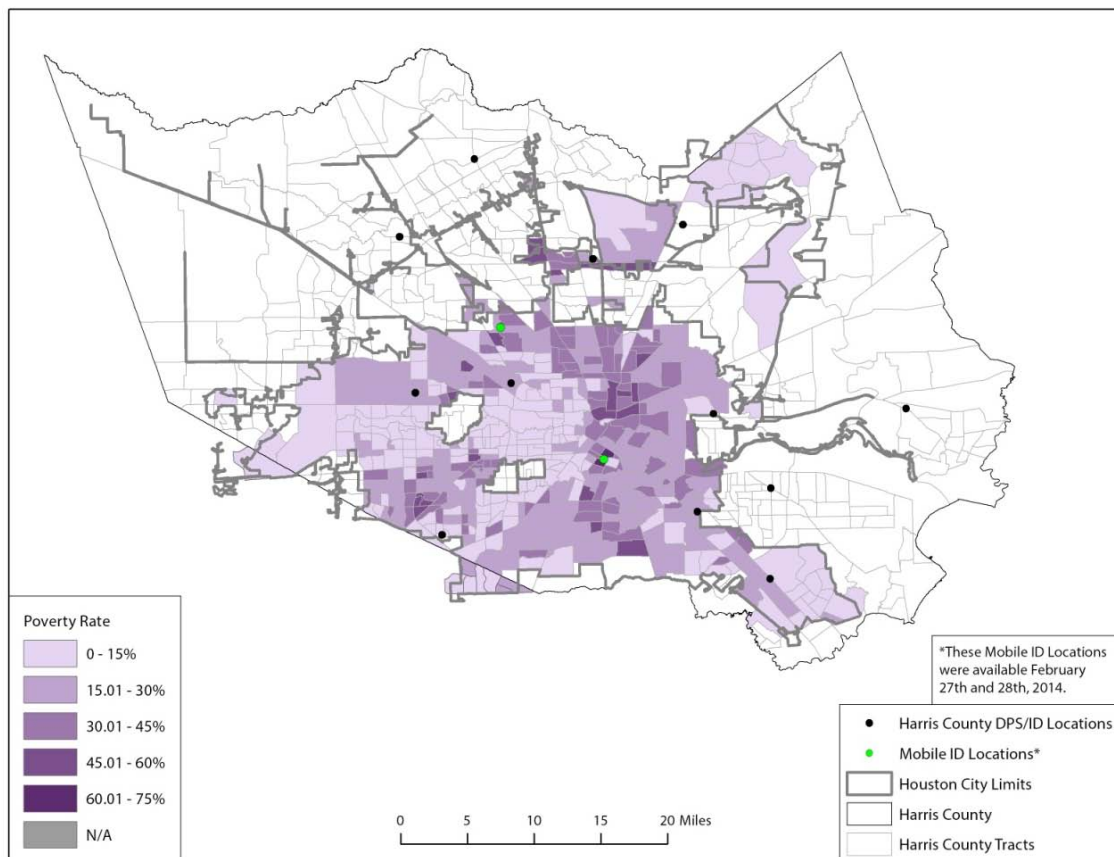 Poverty Rate
0 - 15%
15.01 - 30%
30.01 - 45%
45.01 - 60%
60.01 - 75%
N/A
0 5 10 15 20 Miles
*These Mobile ID Locations
were available February
27th and 28th, 2014.
Harris County DPS/ID Locations
Mobile ID Locations*
Houston City Limits
Harris County
Harris County Tracts